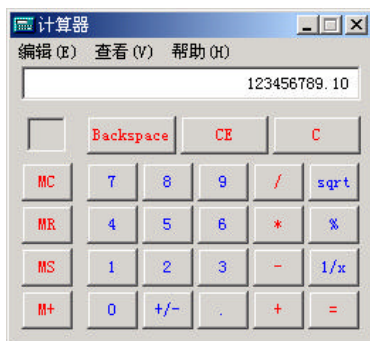 计算器
编辑(E) 查看(V) 帮助(H)
123456789.10
Backspace CE C
MC 7 8 9 / sqrt
MR 4 5 6 * %
MS 1 2 3 - 1/x
M+ 0 +/- . + =